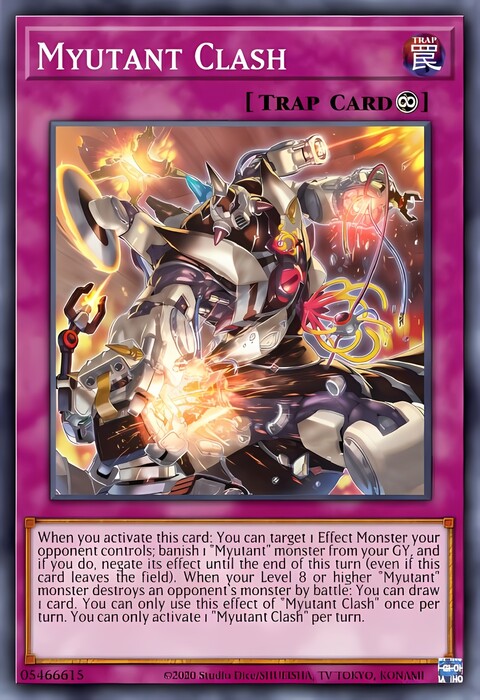 Myutant Clash
TRAP
罠
[Trap Card]
When you activate this card: You can target 1 Effect Monster your
opponent controls; banish 1 "Myutant" monster from your GY, and
if you do, negate its effect until the end of this turn (even if this
card leaves the field). When your Level 8 or higher "Myutant"
monster destroys an opponent's monster by battle: You can draw
1 card. You can only use this effect of "Myutant Clash" once per
turn. You can only activate 1 "Myutant Clash" per turn.
05466615
©2020 Studio Dice/SHUEISHA, TV TOKYO, KONAMI